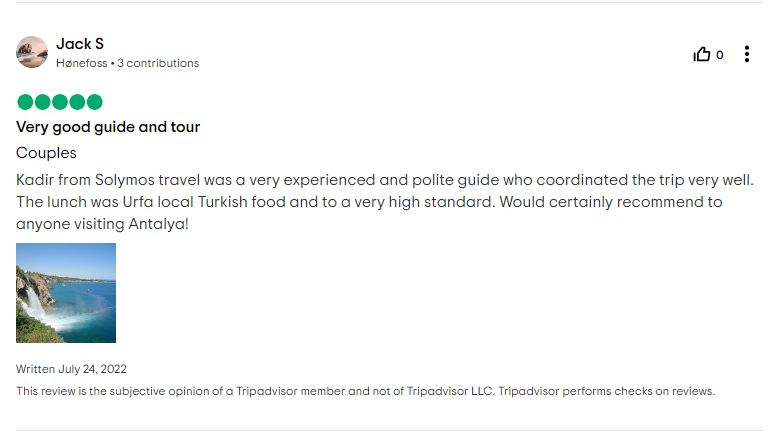 Jack S
Hønefoss • 3 contributions
0
Very good guide and tour
Couples
Kadir from Solymos travel was a very experienced and polite guide who coordinated the trip very well.
The lunch was Urfa local Turkish food and to a very high standard. Would certainly recommend to
anyone visiting Antalya!
Written July 24, 2022
This review is the subjective opinion of a Tripadvisor member and not of Tripadvisor LLC. Tripadvisor performs checks on reviews.